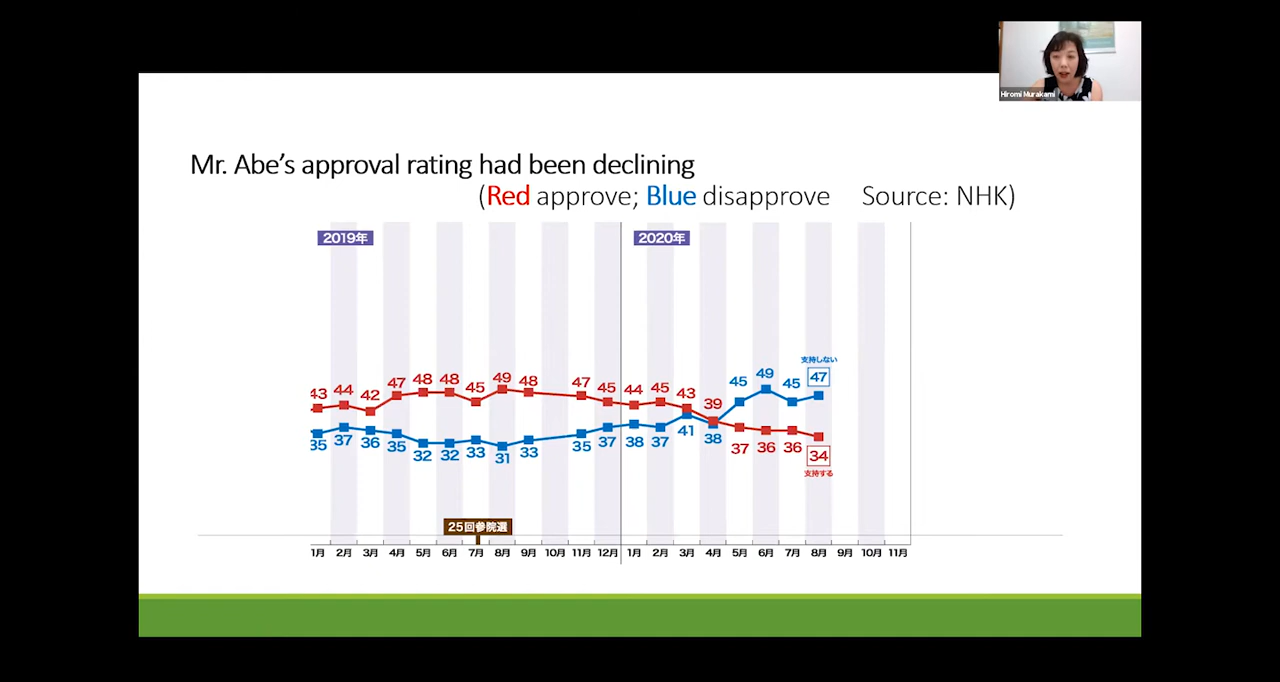 Hiromi Murakami
Mr. Abe’s approval rating had been declining
(Red approve; Blue disapprove Source: NHK)
2019年 2020年
支持しない
43 44 42 47 48 48 45 49 48 47 45 44 45 43 39 45 49 45 47
35 37 36 35 32 32 33 31 33 35 37 38 37 41 38 37 36 36 34
支持する
25回参院選
1月 2月 3月 4月 5月 6月 7月 8月 9月 10月 11月 12月 1月 2月 3月 4月 5月 6月 7月 8月 9月 10月 11月